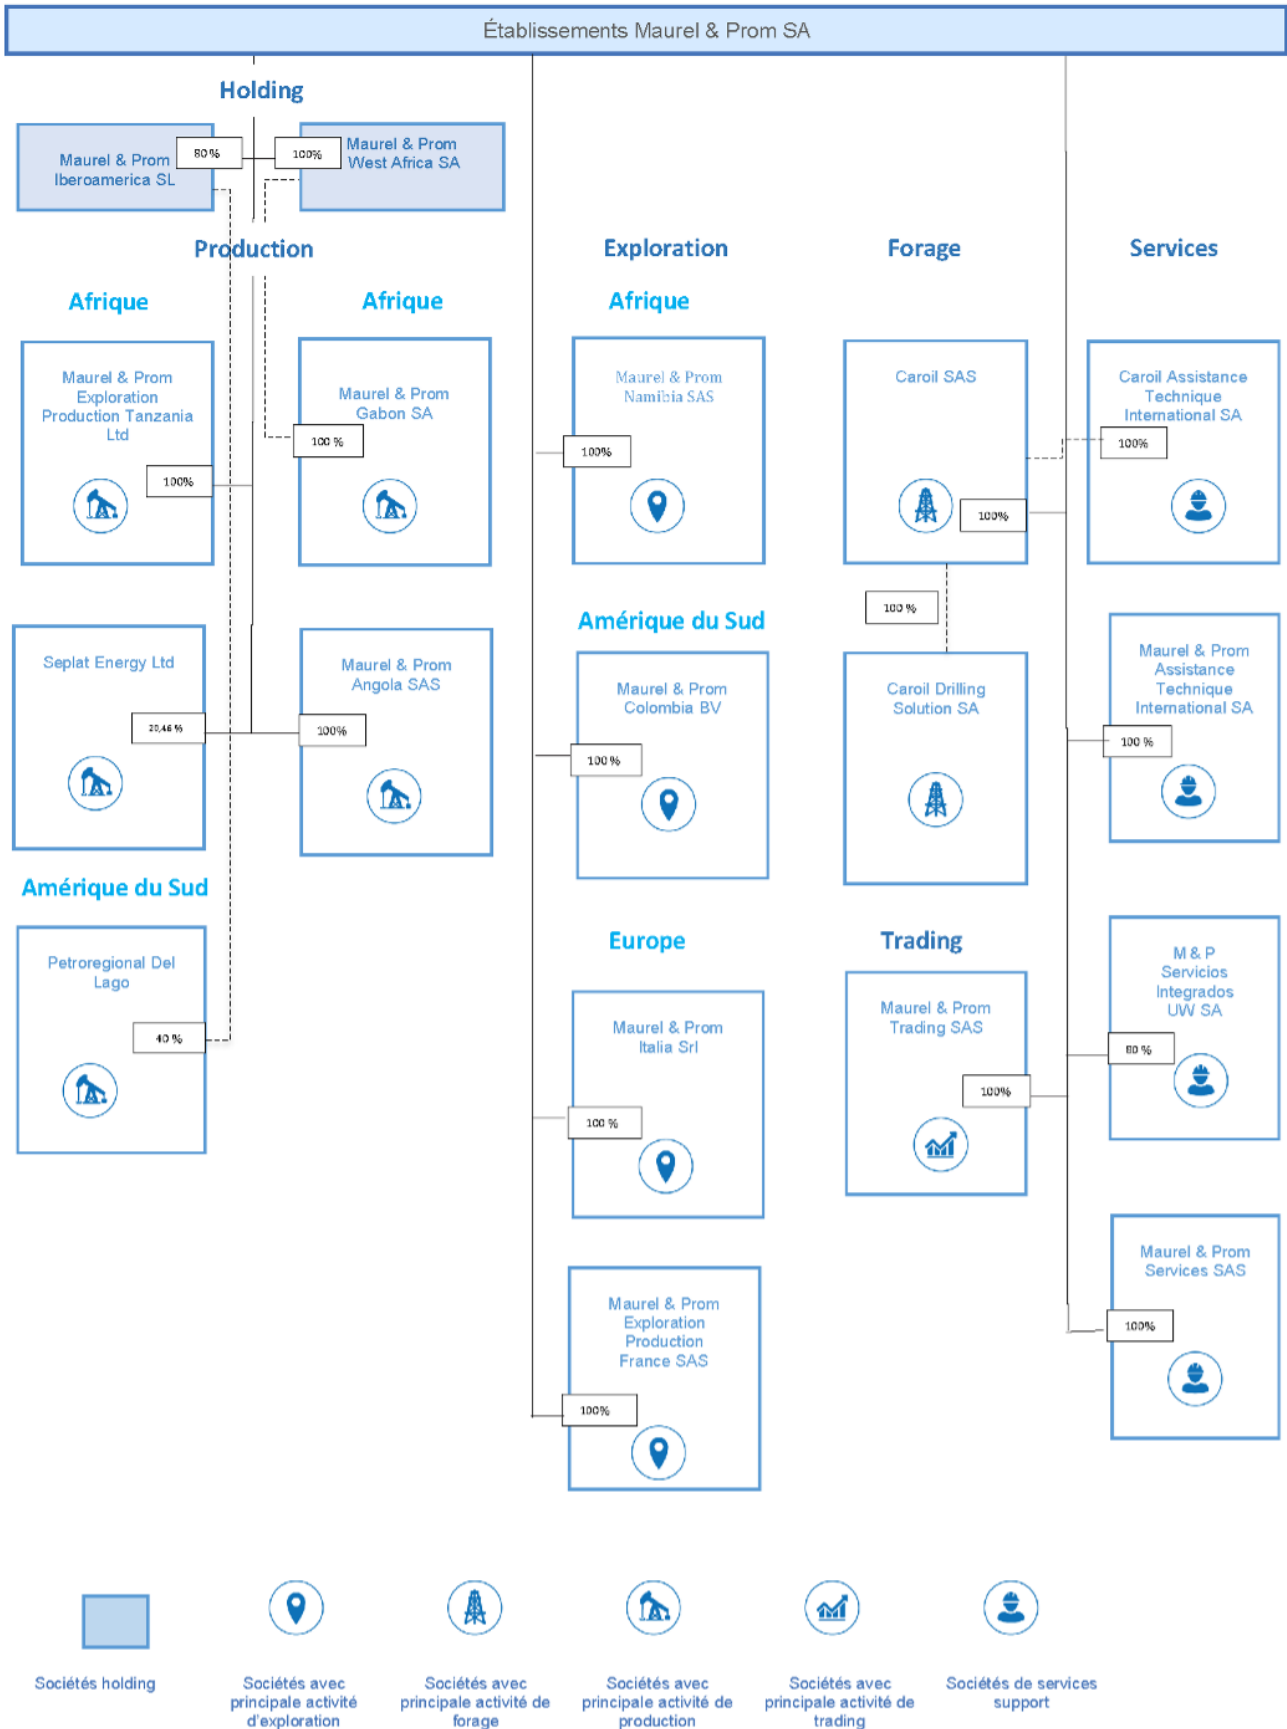 Établissements Maurel & Prom SA
Holding
Maurel & Prom
Iberoamerica SL
80 %
100%
Maurel & Prom
West Africa SA
Production
Exploration
Forage
Services
Afrique
Afrique
Afrique
Maurel & Prom
Exploration
Production Tanzania
Ltd
100%
Maurel & Prom
Gabon SA
100 %
Maurel & Prom
Namibia SAS
100%
Caroil SAS
100%
Caroil Assistance
Technique
International SA
100%
100 %
Amérique du Sud
Seplat Energy Ltd
20,46 %
Maurel & Prom
Angola SAS
100%
Maurel & Prom
Colombia BV
100 %
Caroil Drilling
Solution SA
Maurel & Prom
Assistance
Technique
International SA
100 %
Amérique du Sud
Petroregional Del
Lago
40 %
Europe
Maurel & Prom
Italia Srl
100 %
Trading
Maurel & Prom
Trading SAS
100%
M & P
Servicios
Integrados
UW SA
80 %
Maurel & Prom
Exploration
Production
France SAS
100%
Maurel & Prom
Services SAS
100%
Sociétés holding
Sociétés avec
principale activité
d'exploration
Sociétés avec
principale activité de
forage
Sociétés avec
principale activité de
production
Sociétés avec
principale activité de
trading
Sociétés de services
support